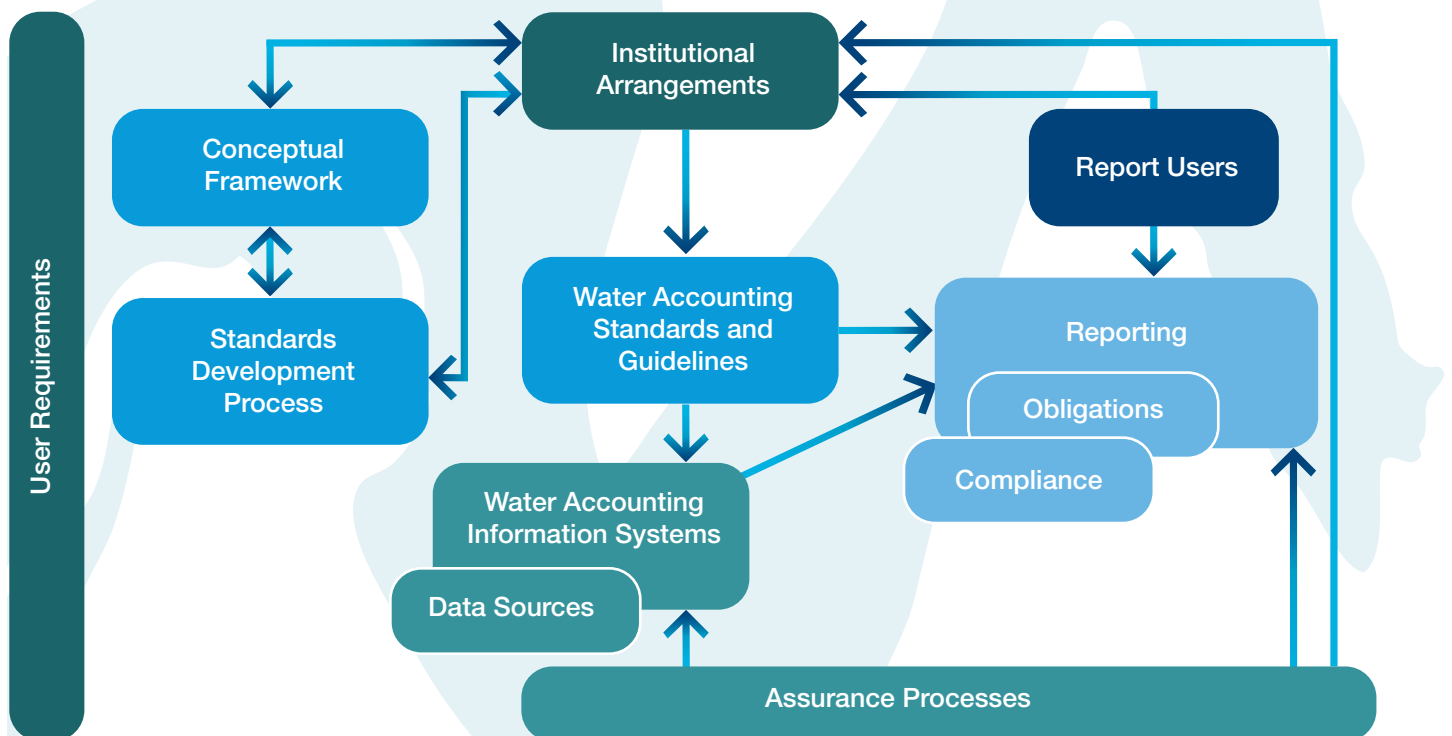 User Requirements
Institutional
Arrangements
Conceptual
Framework
Report Users
Standards
Development
Process
Water Accounting
Standards and
Guidelines
Reporting
Obligations
Compliance
Water Accounting
Information Systems
Data Sources
Assurance Processes